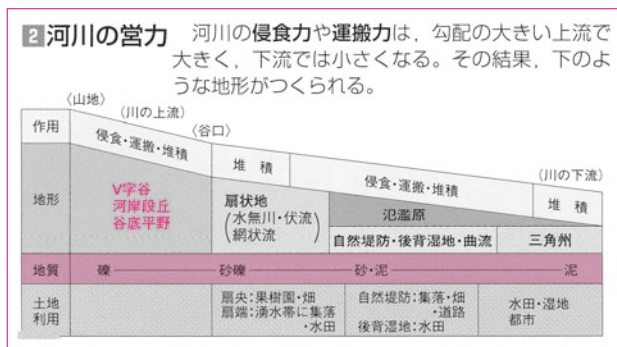 2 河川の営力
河川の侵食力や運搬力は，勾配の大きい上流で
大きく，下流では小さくなる。その結果，下のよ
うな地形がつくられる。
〈山地〉
(川の上流)
〈谷口〉
(川の下流)
作用
侵食・運搬・堆積
堆積
侵食・運搬・堆積
堆積
地形
V字谷
河岸段丘
谷底平野
扇状地
(水無川・伏流
網状流)
氾濫原
自然堤防・後背湿地・曲流
三角州
地質
礫
砂礫
砂・泥
泥
土地
利用
扇央：果樹園・畑
扇端：湧水帯に集落
・水田
自然堤防：集落・畑
・道路
後背湿地：水田
水田・湿地
都市